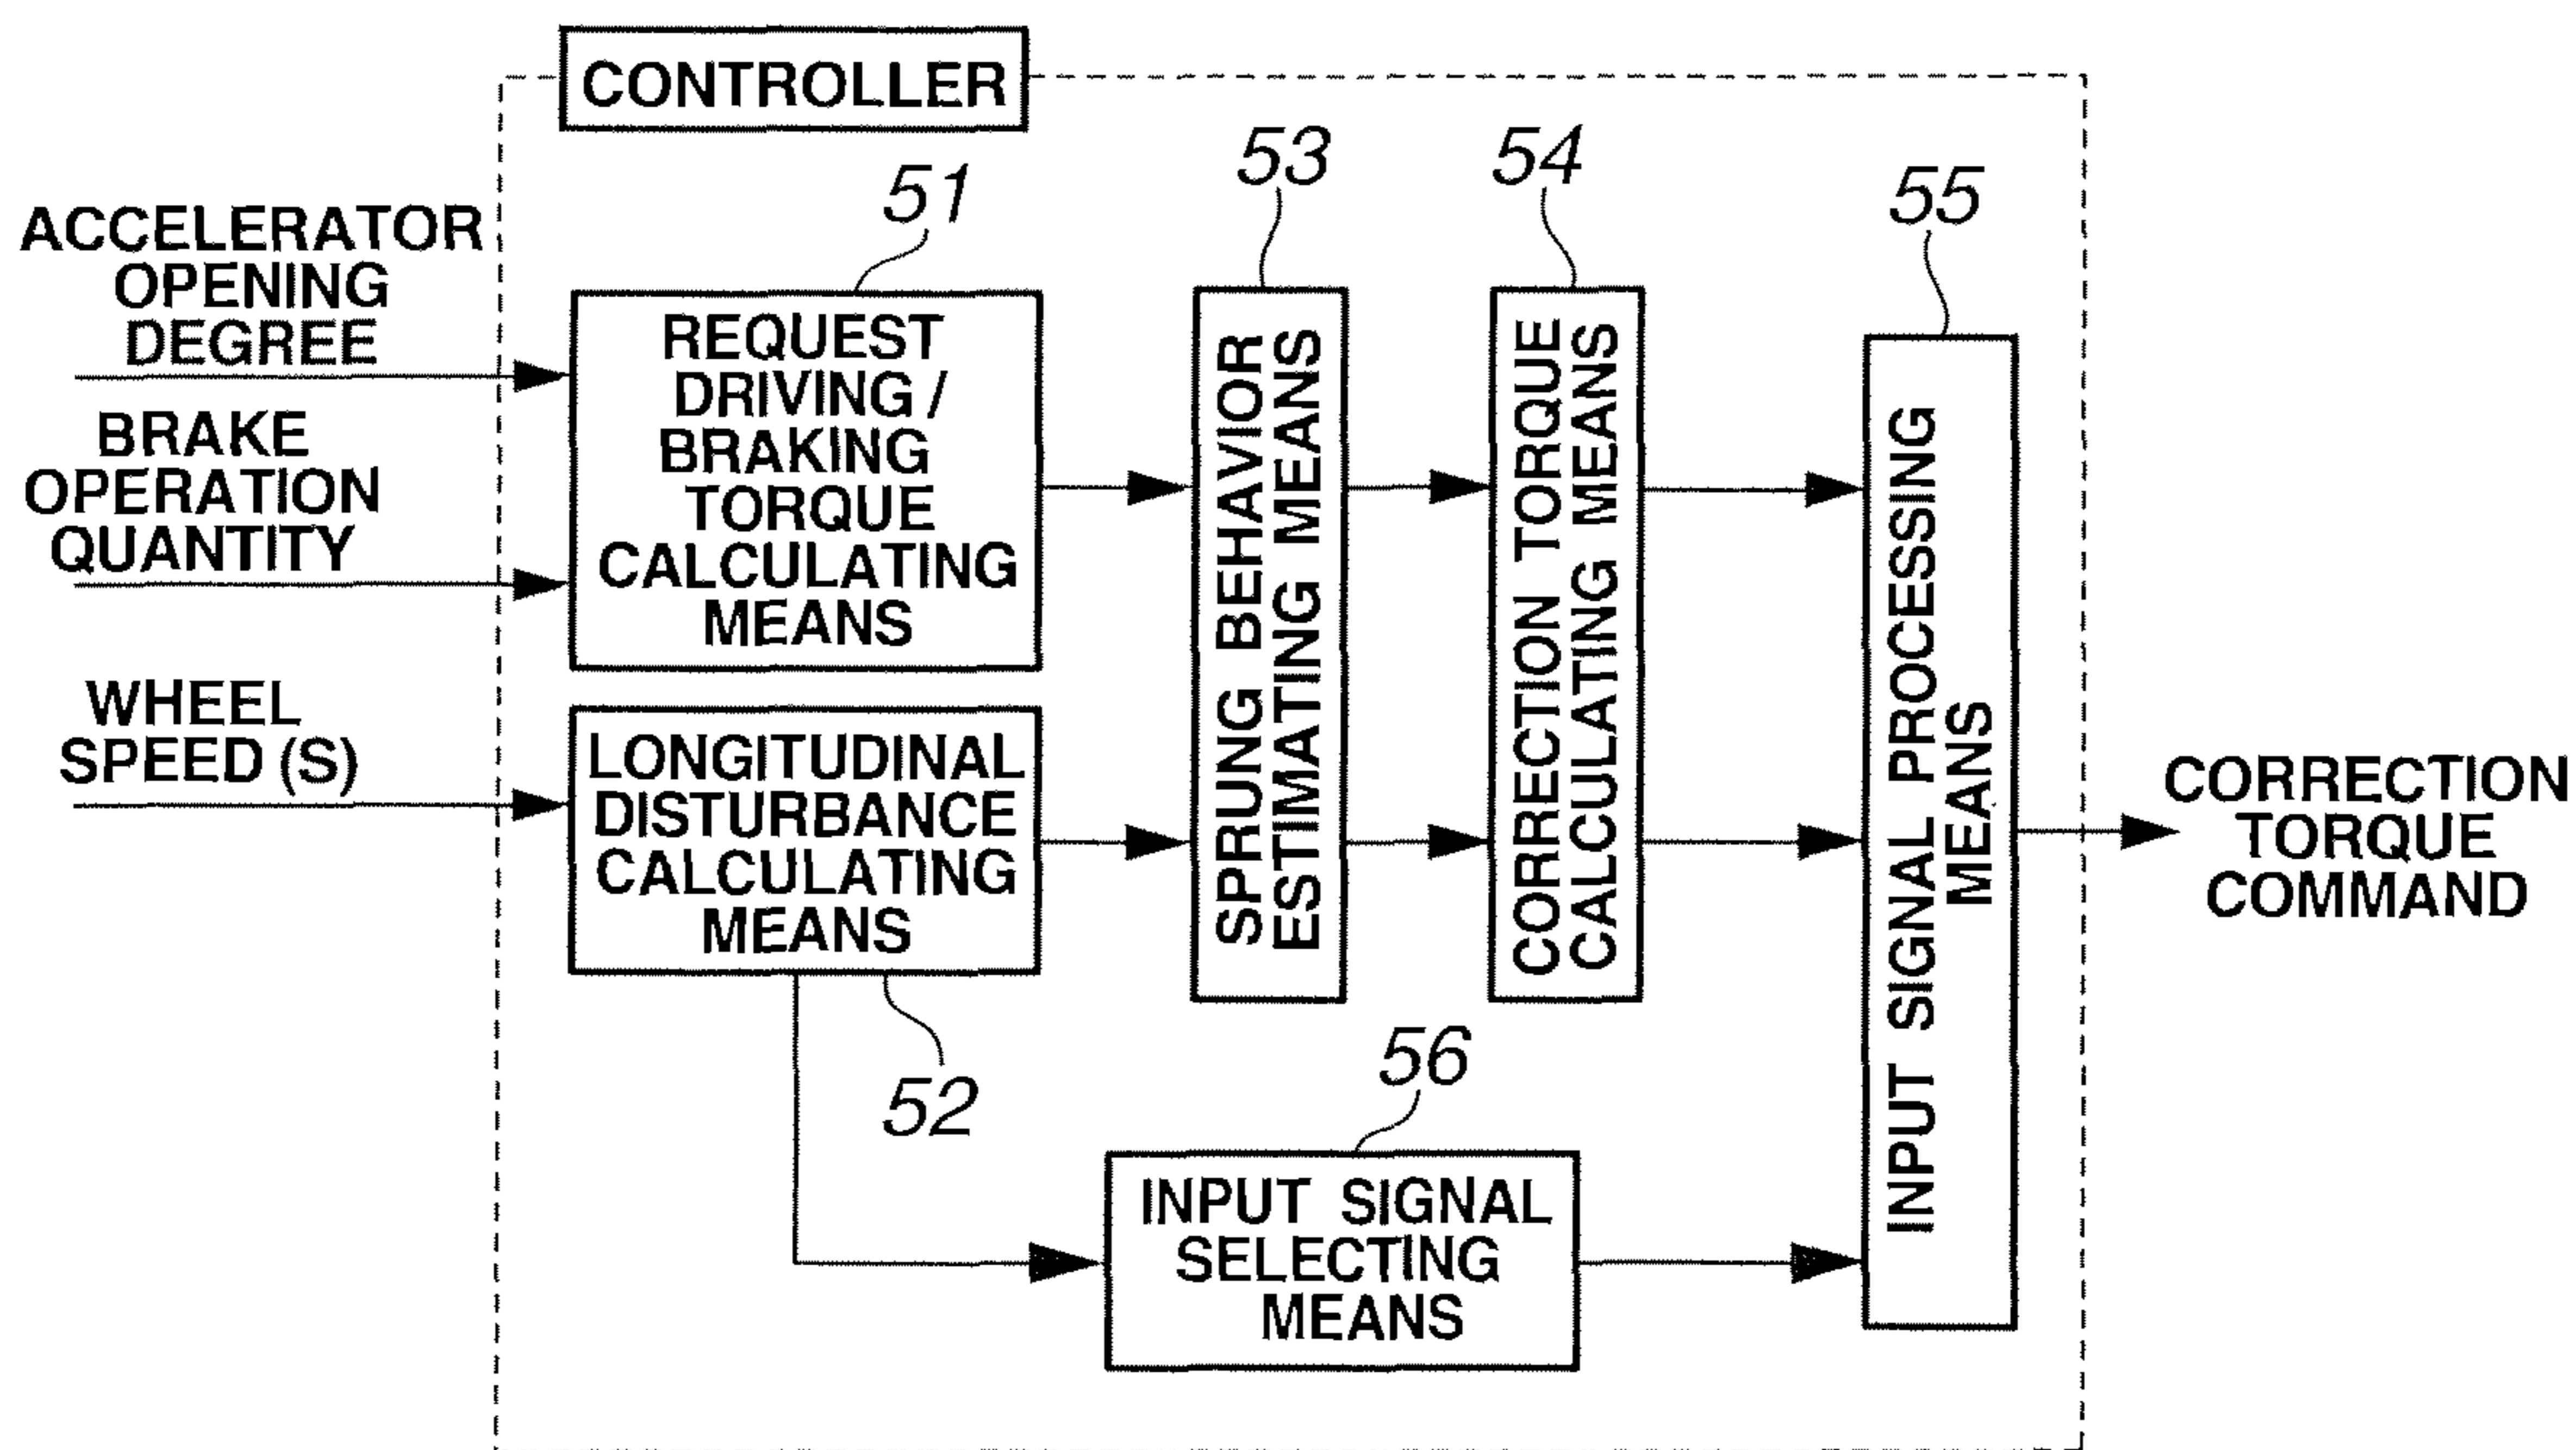 CONTROLLER
51
53
54
55
ACCELERATOR
OPENING
DEGREE
BRAKE
OPERATION
QUANTITY
WHEEL
SPEED (S)
REQUEST
DRIVING /
BRAKING
TORQUE
CALCULATING
MEANS
LONGITUDINAL
DISTURBANCE
CALCULATING
MEANS
52
SPRUNG BEHAVIOR
ESTIMATING MEANS
CORRECTION TORQUE
CALCULATING MEANS
INPUT SIGNAL PROCESSING
MEANS
56
INPUT SIGNAL
SELECTING
MEANS
CORRECTION
TORQUE
COMMAND